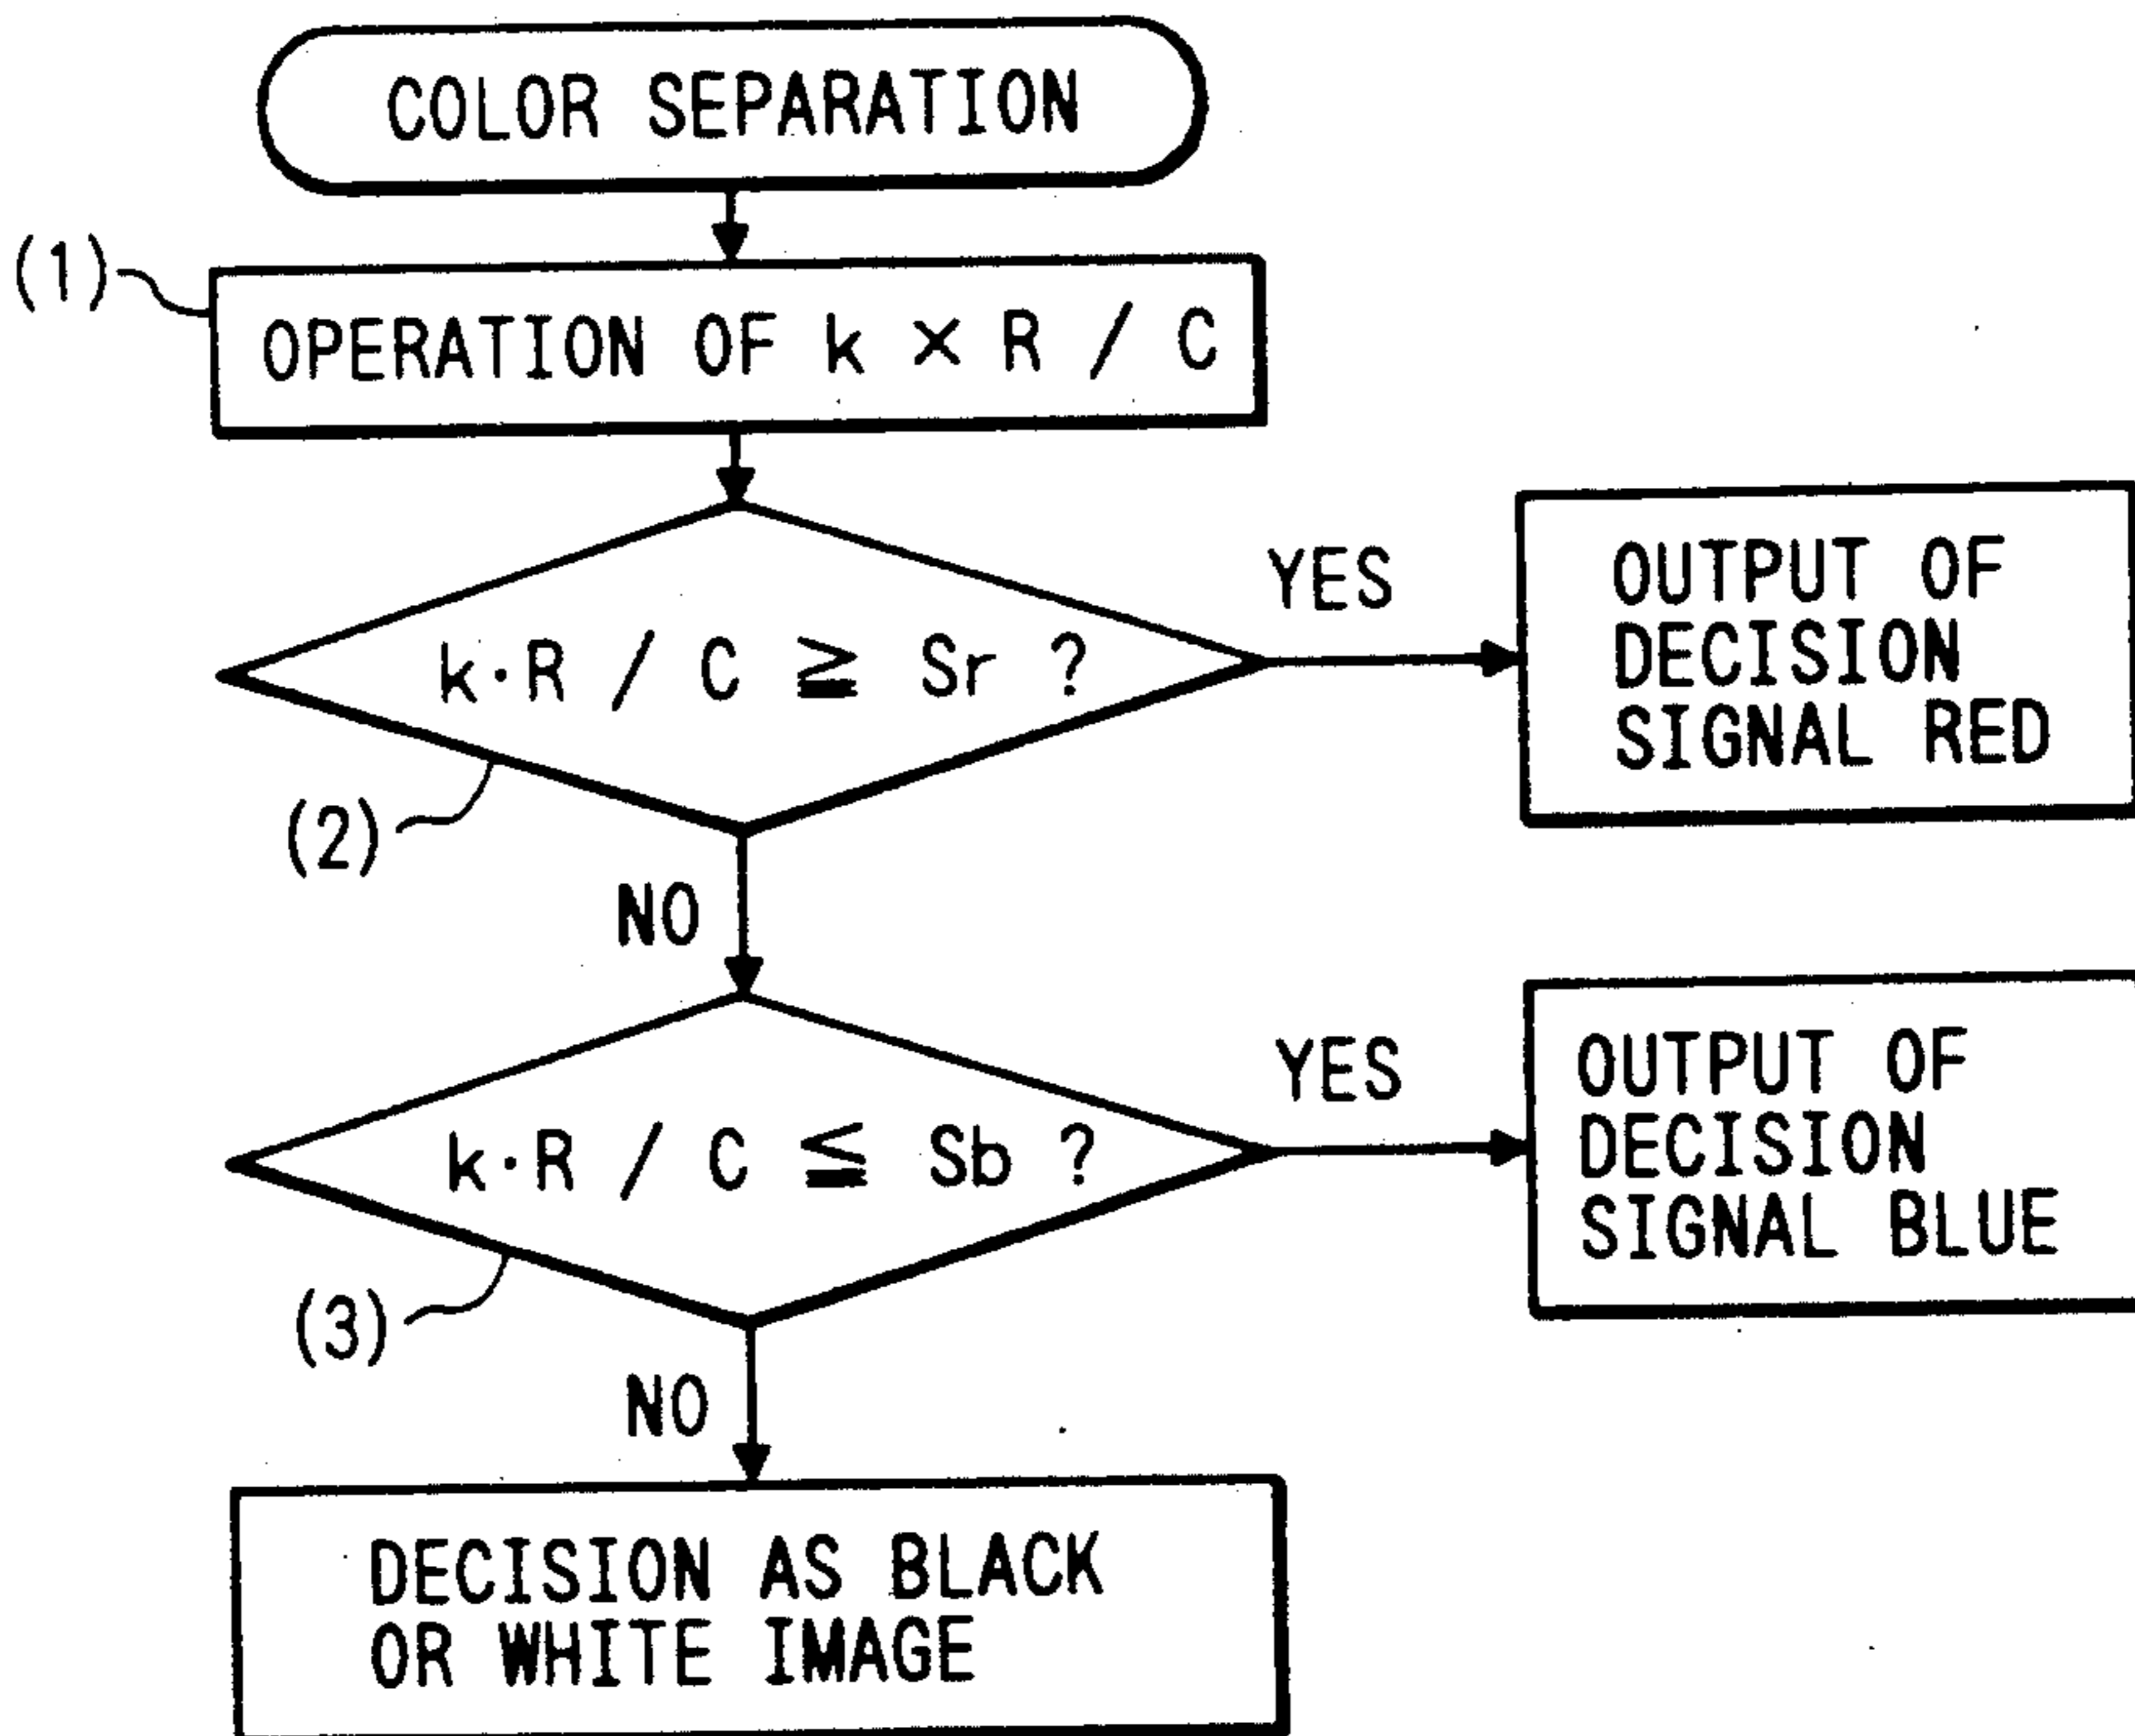 COLOR SEPARATION
(1)
OPERATION OF k × R / C
k·R / C ≧ Sr ?
YES
OUTPUT OF
DECISION
SIGNAL RED
(2)
NO
k·R / C ≦ Sb ?
YES
OUTPUT OF
DECISION
SIGNAL BLUE
(3)
NO
DECISION AS BLACK
OR WHITE IMAGE